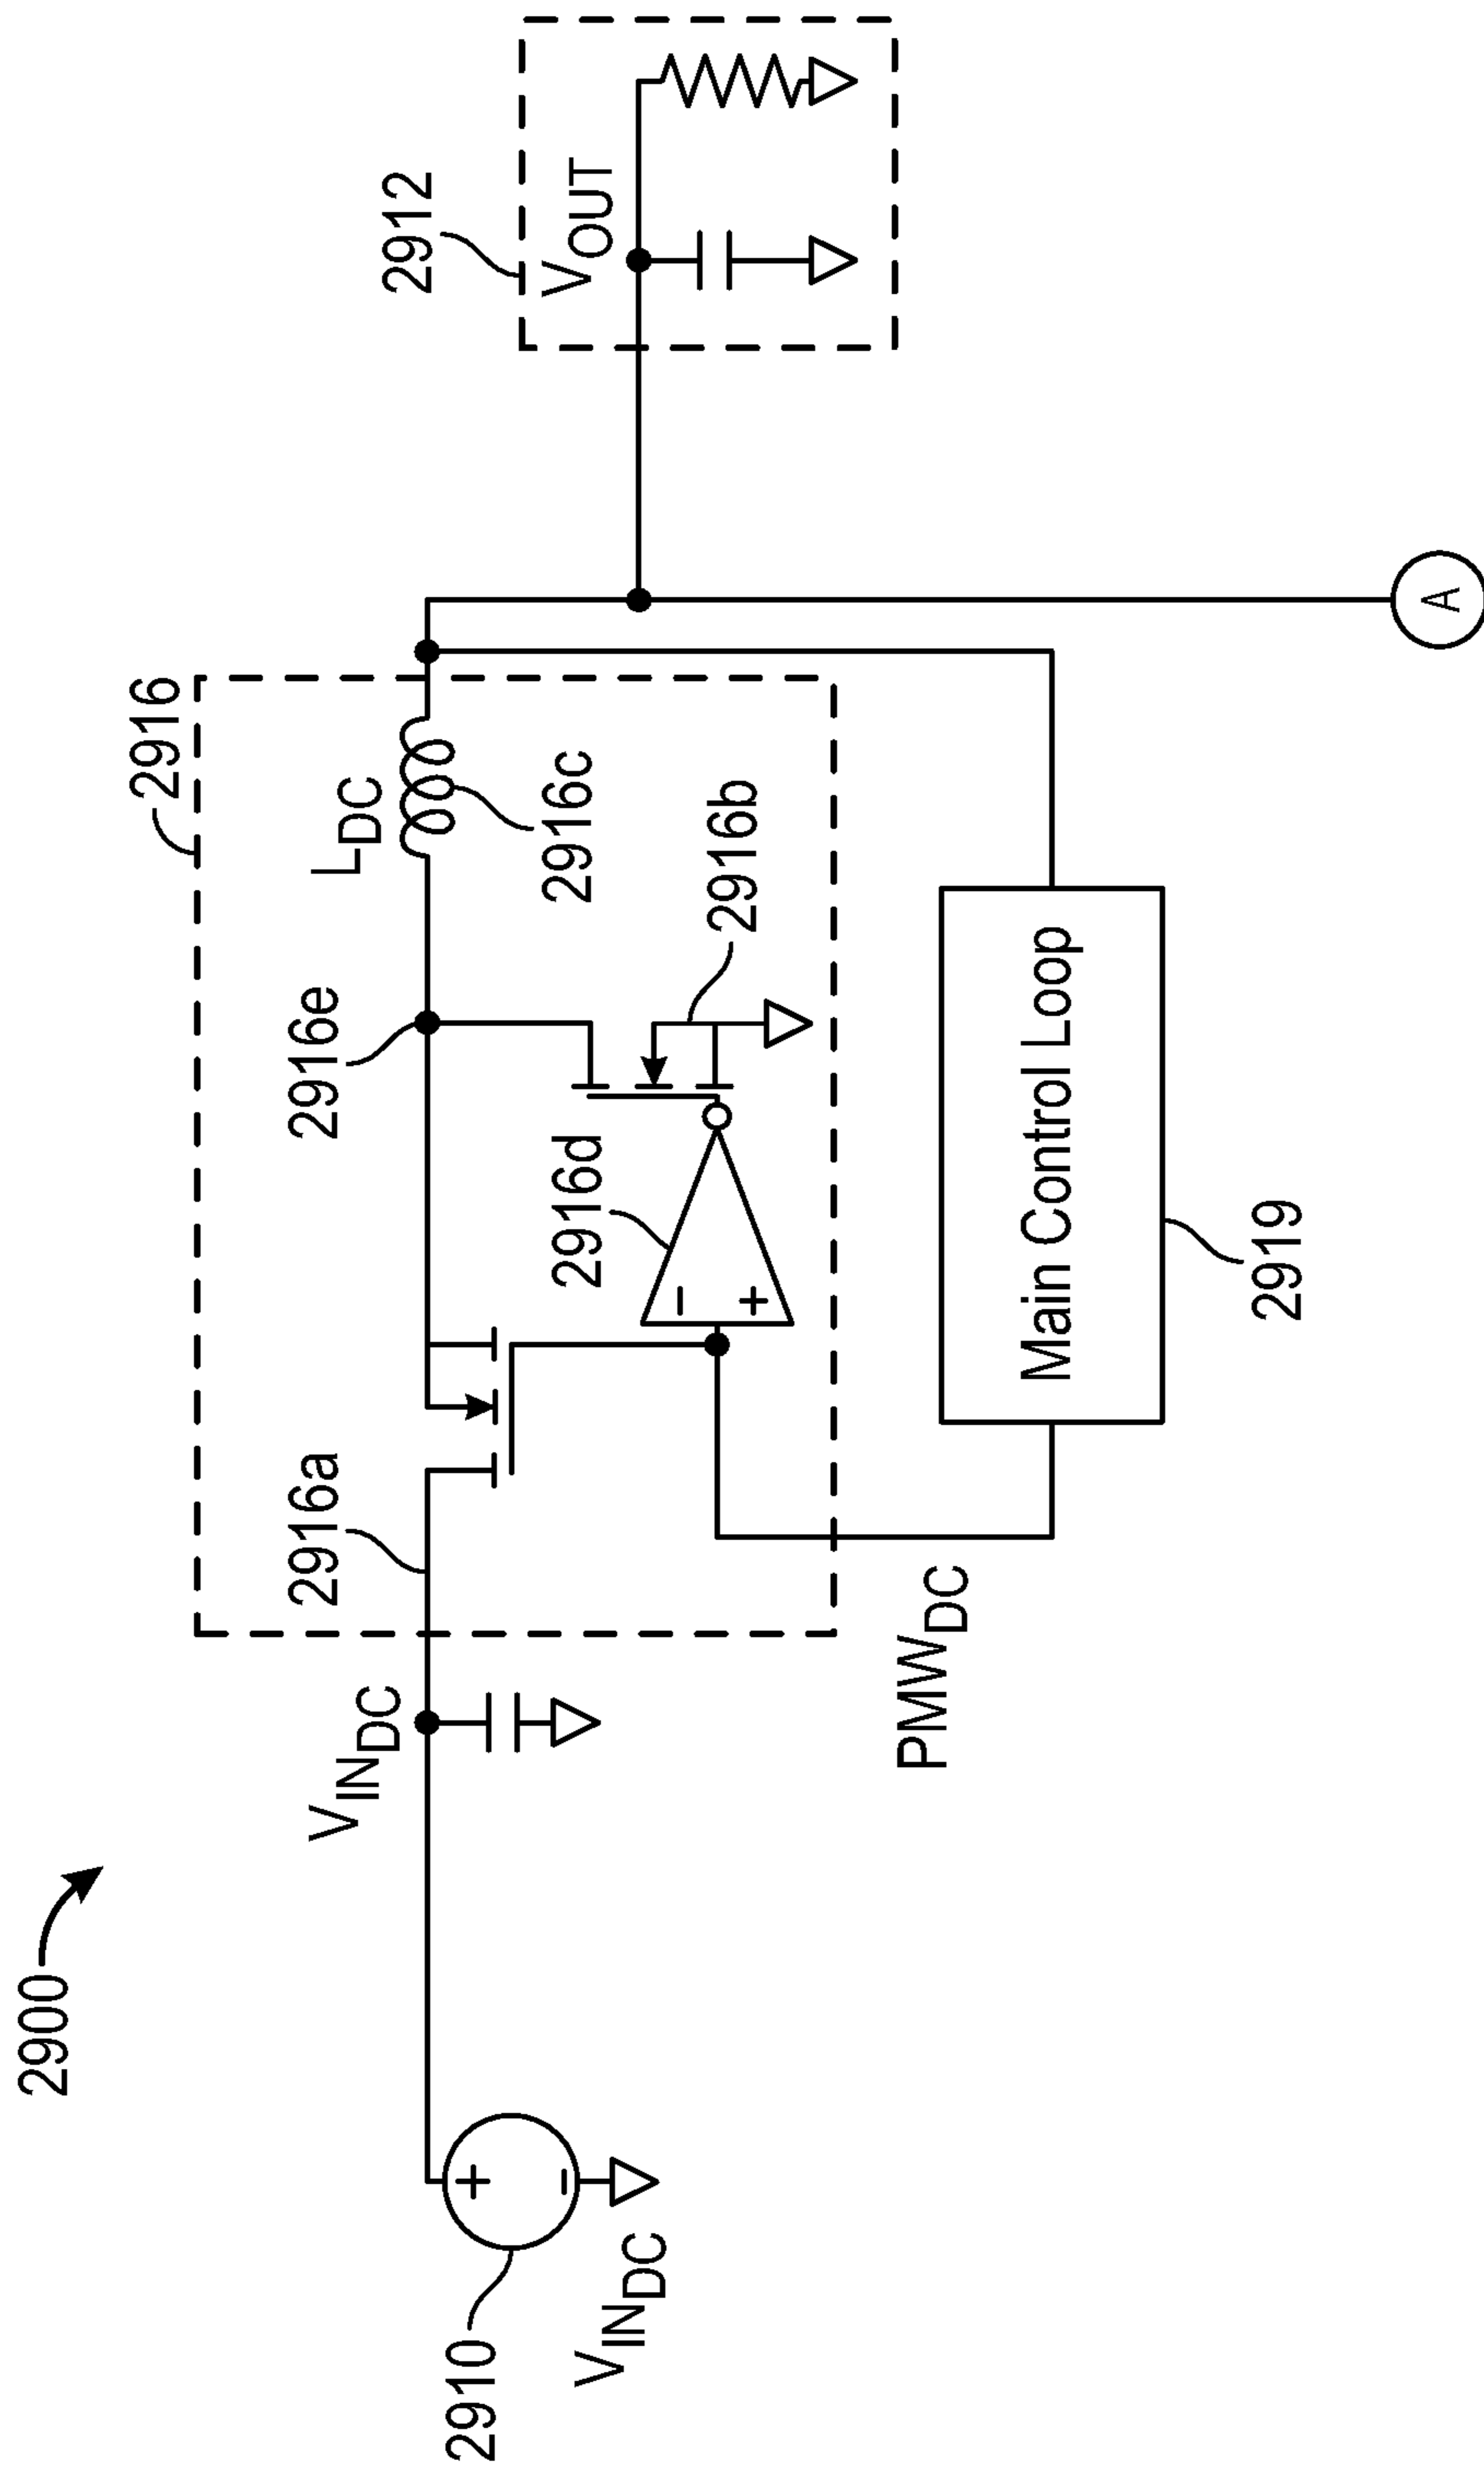 2900
2910
V_IN_DC
V_IN_DC
+
-
2916
2916a
2916e
L_DC
2916c
2916d
-
+
2916b
PMW_DC
Main Control Loop
2919
2912
V_OUT
A